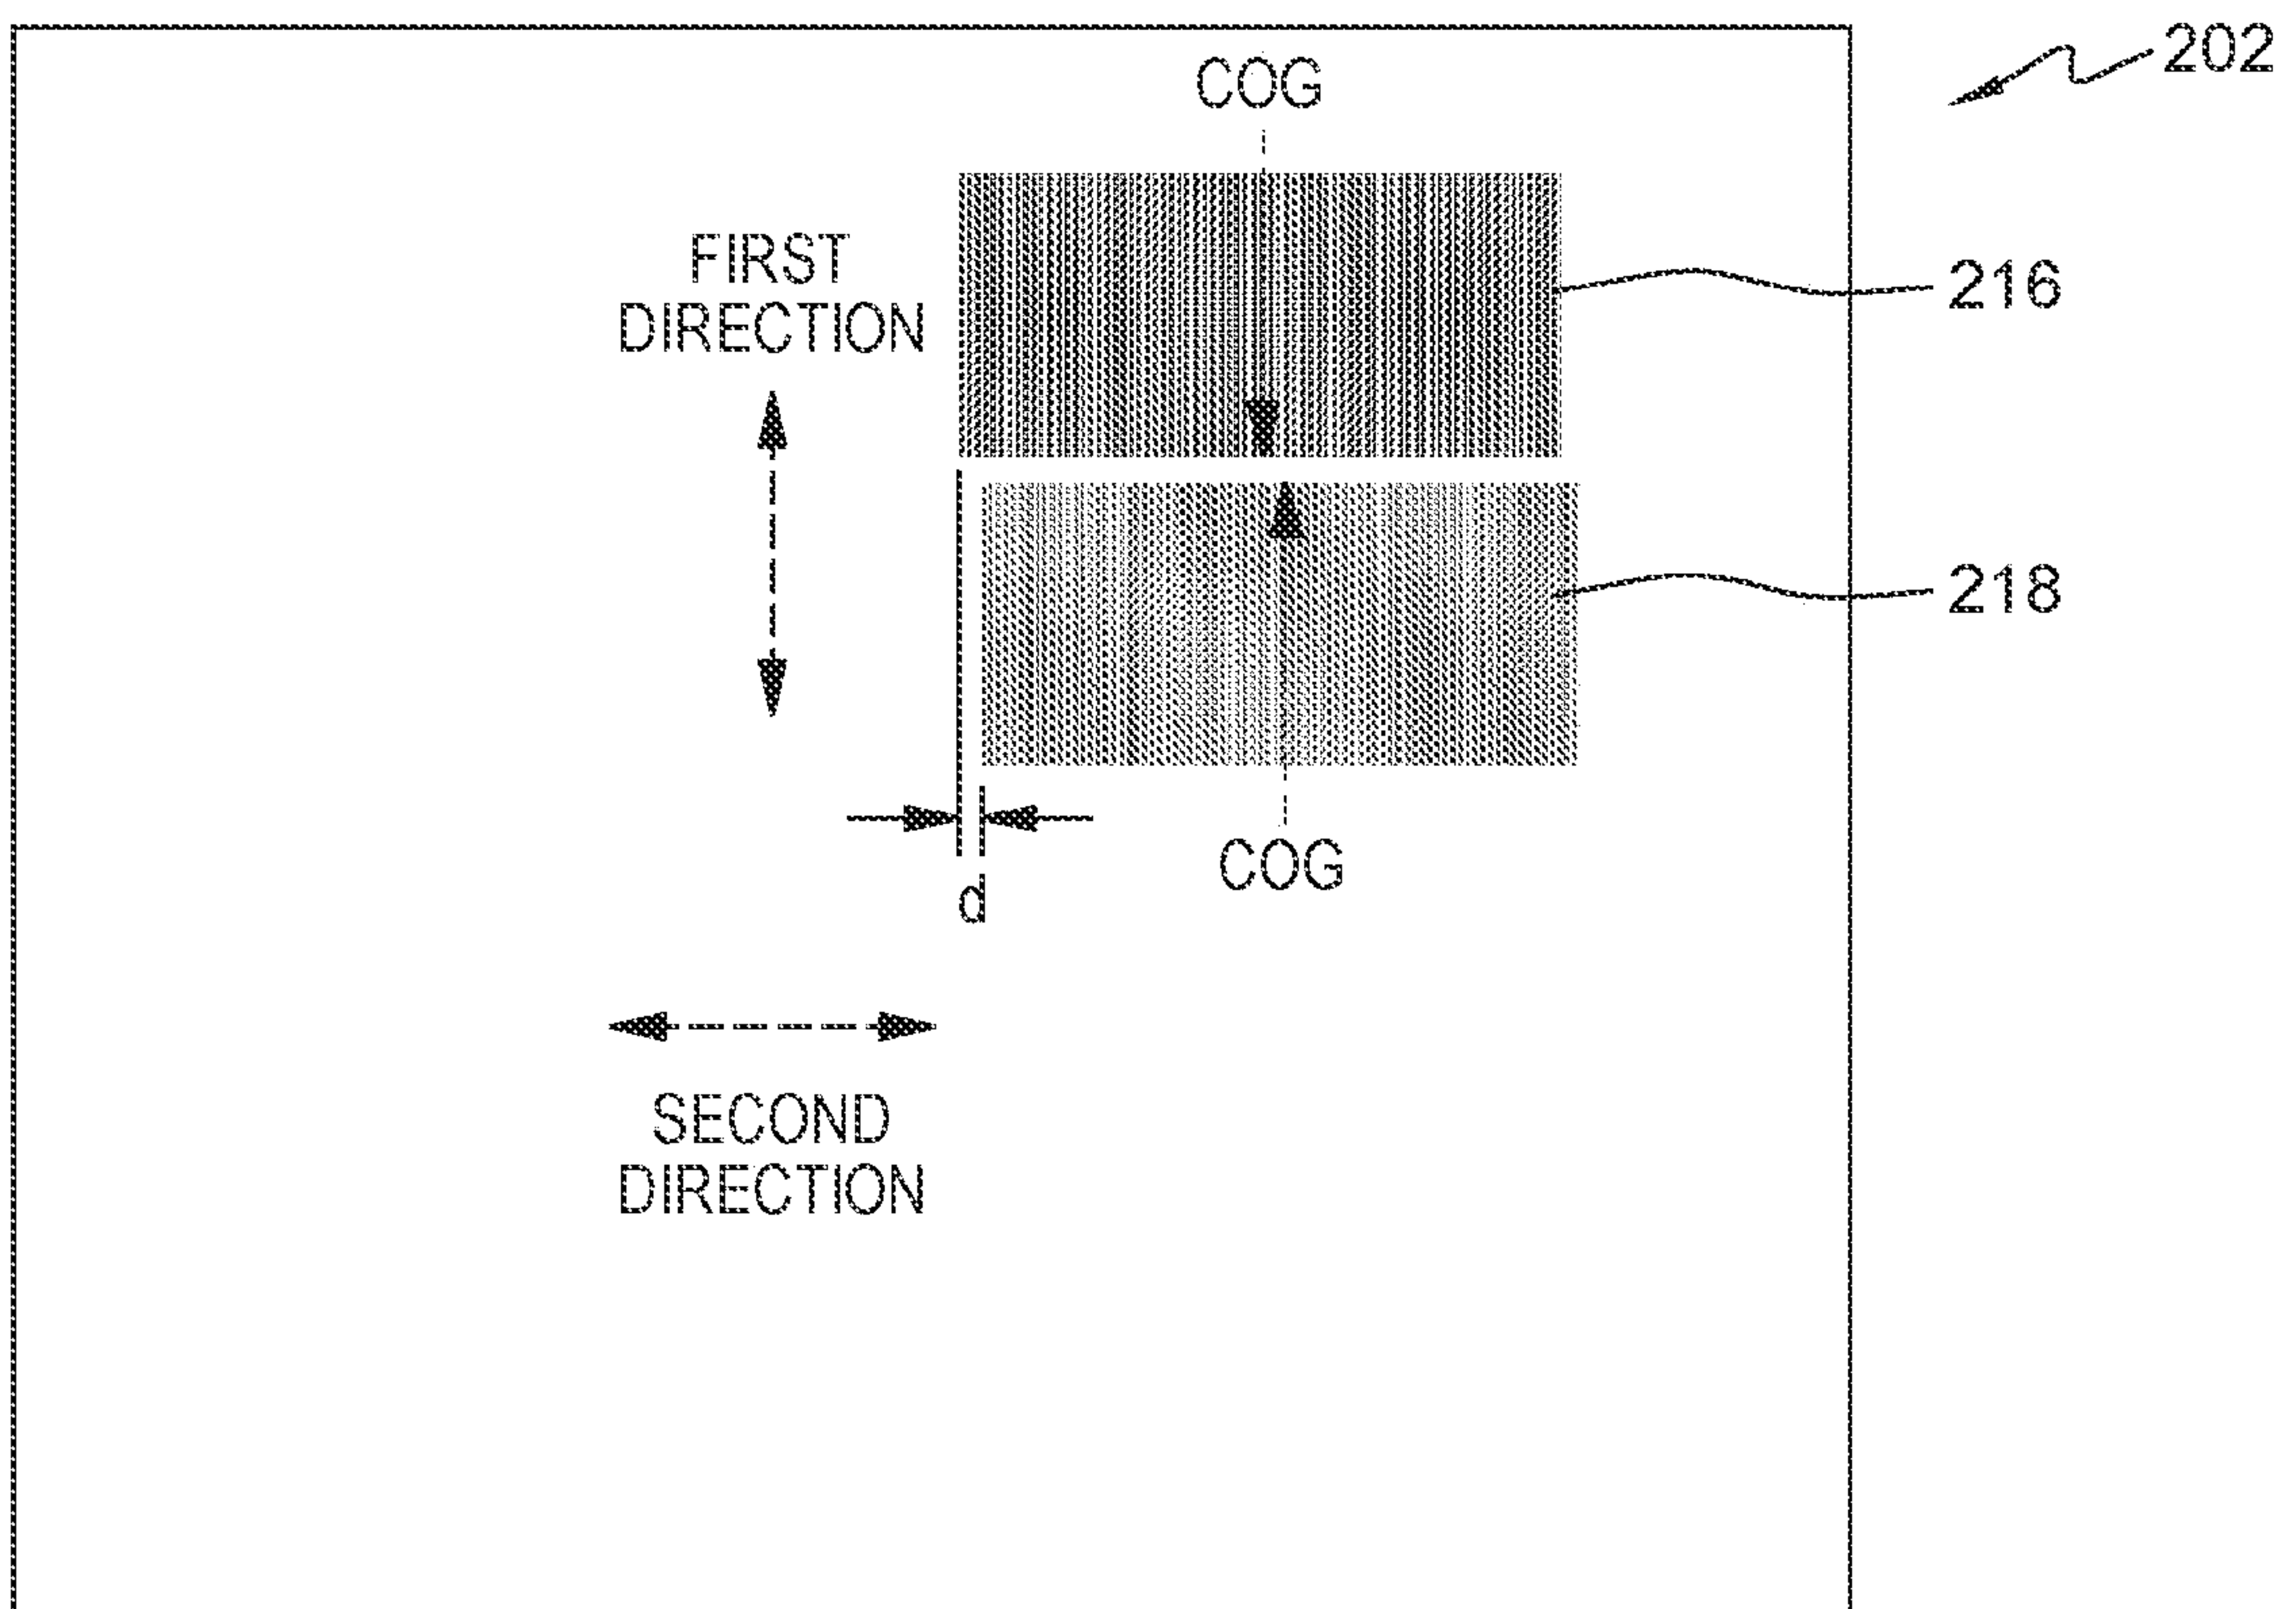 202
COG
FIRST
DIRECTION
216
218
COG
d
SECOND
DIRECTION